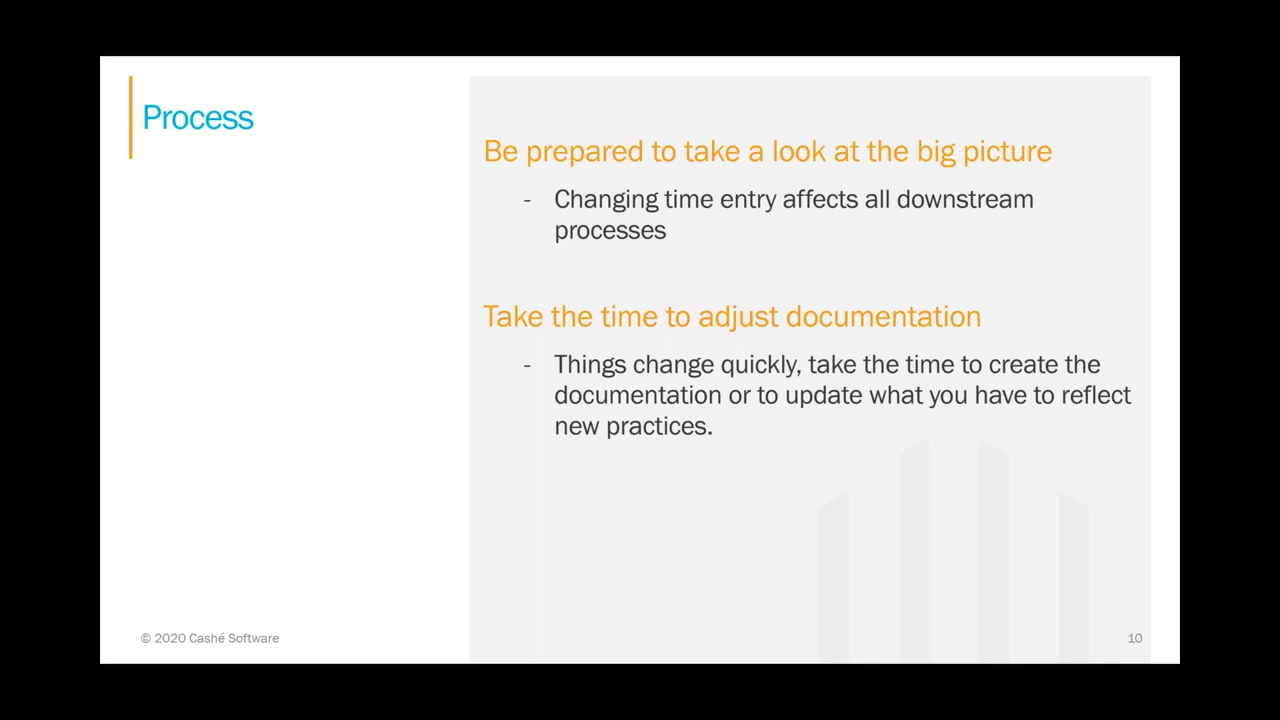 Process
Be prepared to take a look at the big picture
- Changing time entry affects all downstream
processes
Take the time to adjust documentation
- Things change quickly, take the time to create the
documentation or to update what you have to reflect
new practices.
© 2020 Cashé Software
10